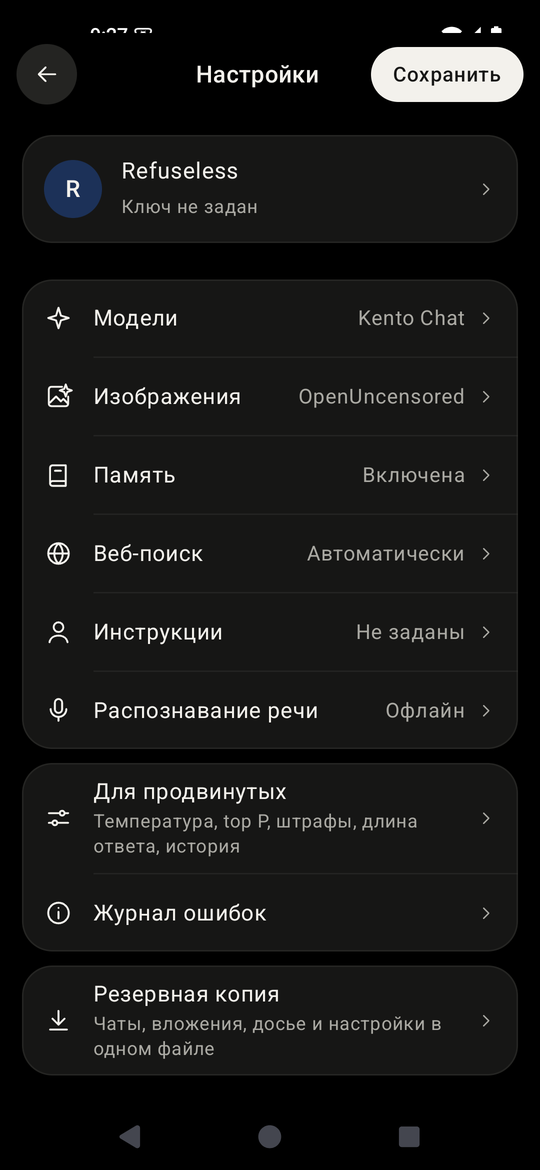 Настройки
Сохранить
R
Refuseless
Ключ не задан
Модели
Kento Chat
Изображения
OpenUncensored
Память
Включена
Веб-поиск
Автоматически
Инструкции
Не заданы
Распознавание речи
Офлайн
Для продвинутых
Температура, top P, штрафы, длина
ответа, история
Журнал ошибок
Резервная копия
Чаты, вложения, досье и настройки в
одном файле